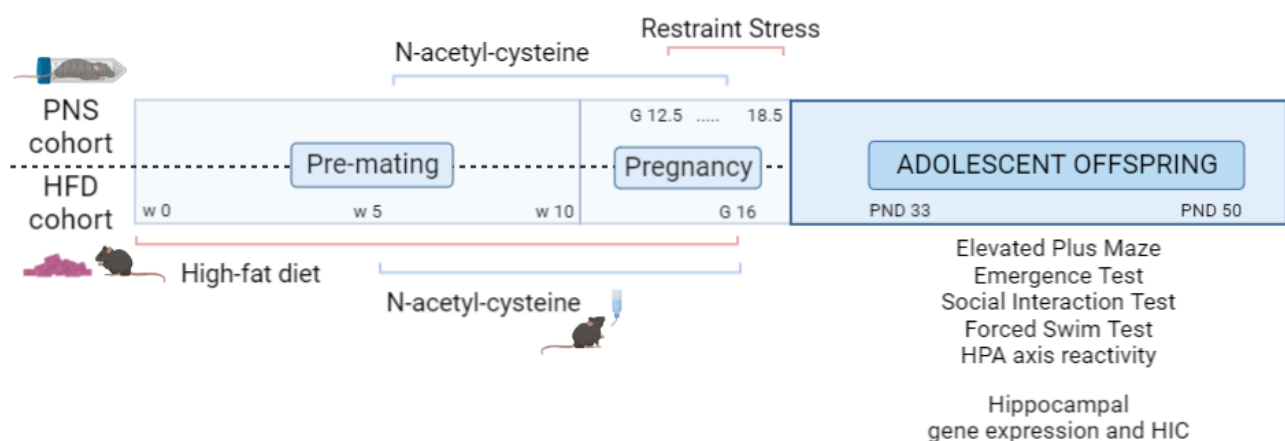 Restraint Stress
N-acetyl-cysteine
PNS
cohort
G 12.5 ..... 18.5
Pre-mating
Pregnancy
ADOLESCENT OFFSPRING
HFD
cohort
w 0
w 5
w 10
G 16
PND 33
PND 50
High-fat diet
N-acetyl-cysteine
Elevated Plus Maze
Emergence Test
Social Interaction Test
Forced Swim Test
HPA axis reactivity
Hippocampal
gene expression and HIC